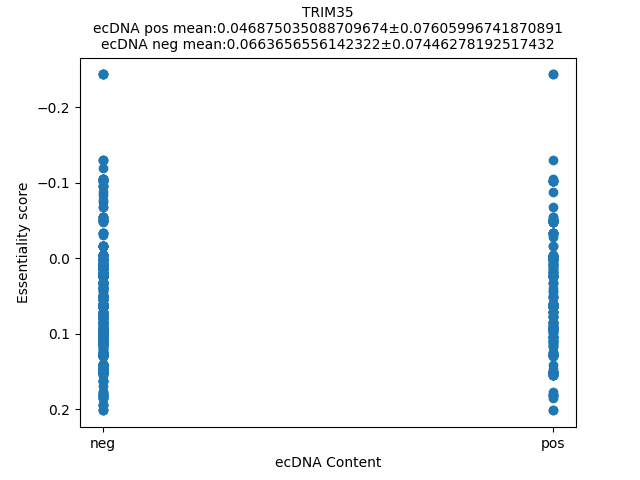 TRIM35
ecDNA pos mean:0.046875035088709674±0.07605996741870891
ecDNA neg mean:0.0663656556142322±0.07446278192517432
−0.2
−0.1
0.0
0.1
0.2
Essentiality score
neg pos
ecDNA Content